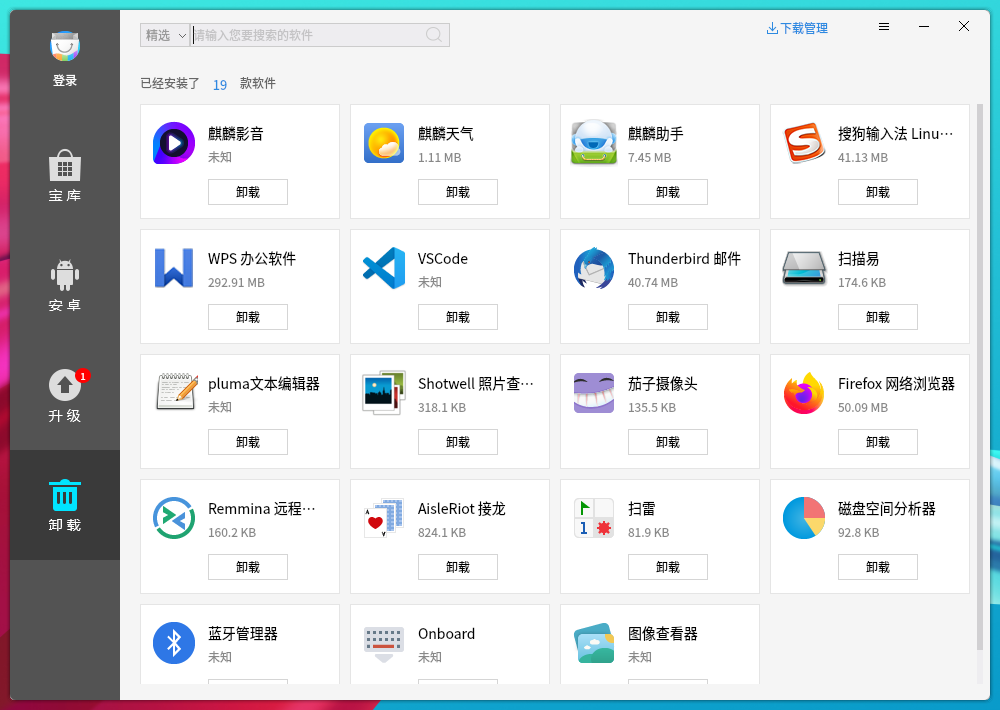 登录
宝 库
安 卓
1
升 级
卸 载
精选 请输入您要搜索的软件
下载管理
已经安装了 19 款软件
麒麟影音
未知
卸载
麒麟天气
1.11 MB
卸载
麒麟助手
7.45 MB
卸载
搜狗输入法 Linu…
41.13 MB
卸载
WPS 办公软件
292.91 MB
卸载
VSCode
未知
卸载
Thunderbird 邮件
40.74 MB
卸载
扫描易
174.6 KB
卸载
pluma文本编辑器
未知
卸载
Shotwell 照片查…
318.1 KB
卸载
茄子摄像头
135.5 KB
卸载
Firefox 网络浏览器
50.09 MB
卸载
Remmina 远程…
160.2 KB
卸载
AisleRiot 接龙
824.1 KB
卸载
扫雷
81.9 KB
卸载
磁盘空间分析器
92.8 KB
卸载
蓝牙管理器
未知
Onboard
未知
图像查看器
未知